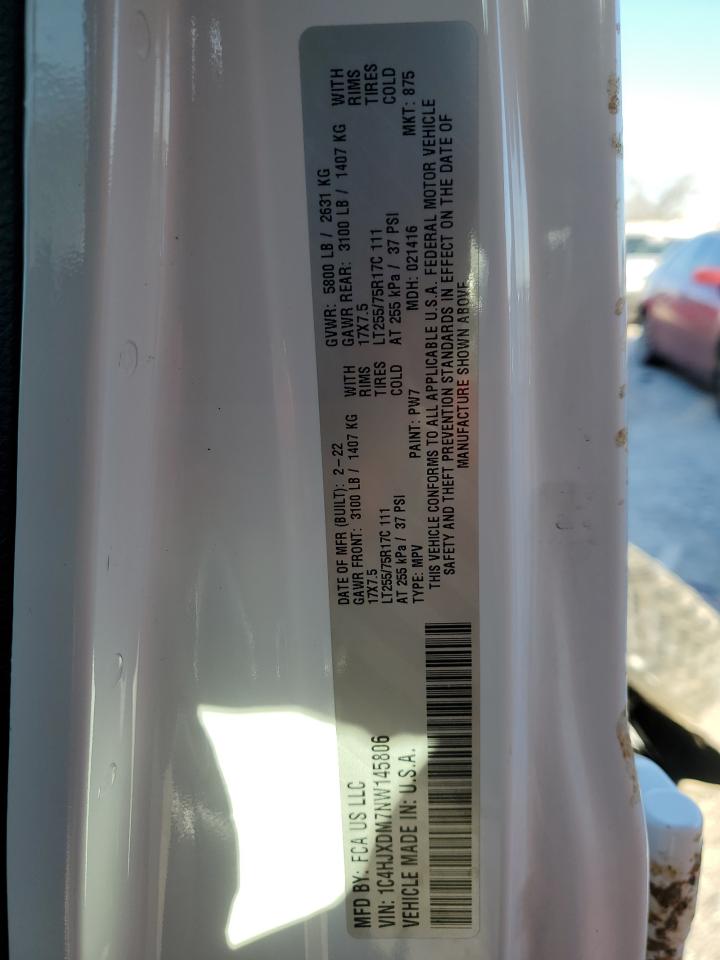 MFD BY: FCA US LLC
VIN: 1C4HJXDM7NW145806
VEHICLE MADE IN: U.S.A.
DATE OF MFR (BUILT): 2-22 GVWR: 5800 LB / 2631 KG
GAWR FRONT: 3100 LB / 1407 KG WITH GAWR REAR: 3100 LB / 1407 KG WITH
17X7.5 RIMS 17X7.5 RIMS
LT255/75R17C 111 TIRES LT255/75R17C 111 TIRES
AT 255 kPa / 37 PSI COLD AT 255 kPa / 37 PSI COLD
TYPE: MPV PAINT: PW7 MDH: 021416 MKT: 875
THIS VEHICLE CONFORMS TO ALL APPLICABLE U.S.A. FEDERAL MOTOR VEHICLE
SAFETY AND THEFT PREVENTION STANDARDS IN EFFECT ON THE DATE OF
MANUFACTURE SHOWN ABOVE.